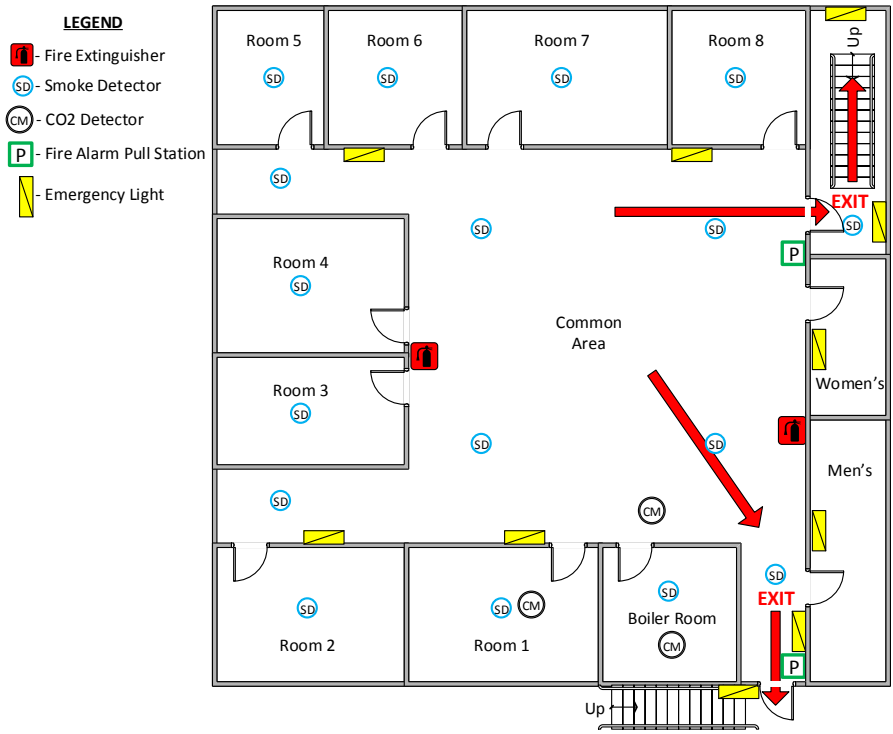 LEGEND
- Fire Extinguisher
SD - Smoke Detector
CM - CO2 Detector
P - Fire Alarm Pull Station
- Emergency Light
Room 5
SD
Room 6
SD
Room 7
SD
Room 8
SD
Up
EXIT
SD
SD
SD
SD
P
Room 4
SD
Common
Area
Women's
Room 3
SD
SD
SD
Men's
SD
CM
SD
EXIT
SD
Room 2
SD
CM
Room 1
SD
Boiler Room
CM
P
Up